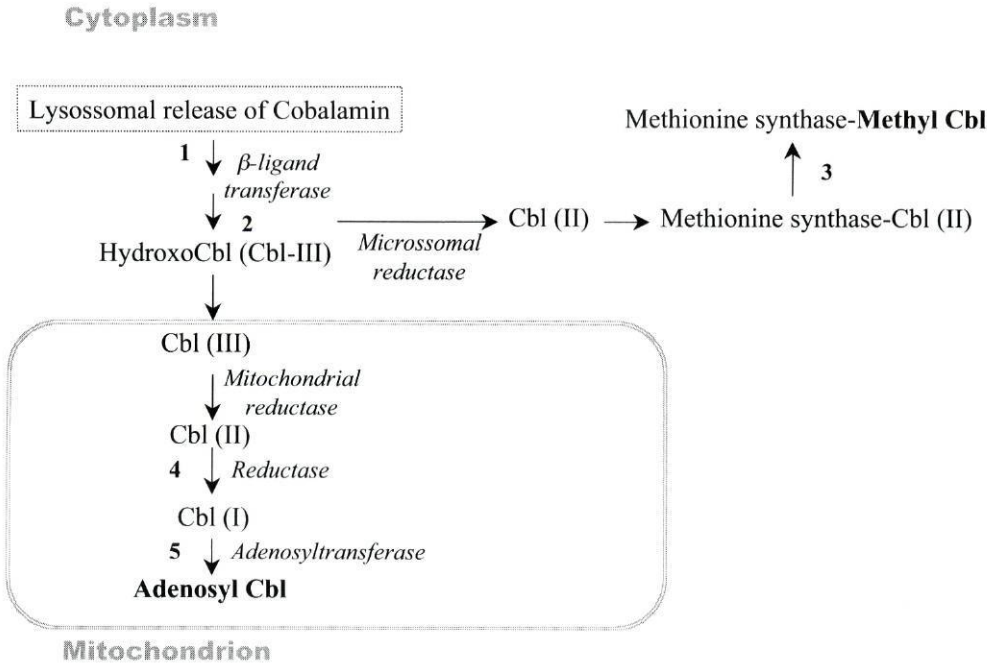 Cytoplasm
Lysossomal release of Cobalamin
Methionine synthase-Methyl Cbl
1
β-ligand
transferase
3
2
Cbl (II)
Methionine synthase-Cbl (II)
HydroxoCbl (Cbl-III)
Microssomal
reductase
Cbl (III)
Mitochondrial
reductase
Cbl (II)
4
Reductase
Cbl (I)
5
Adenosyltransferase
Adenosyl Cbl
Mitochondrion